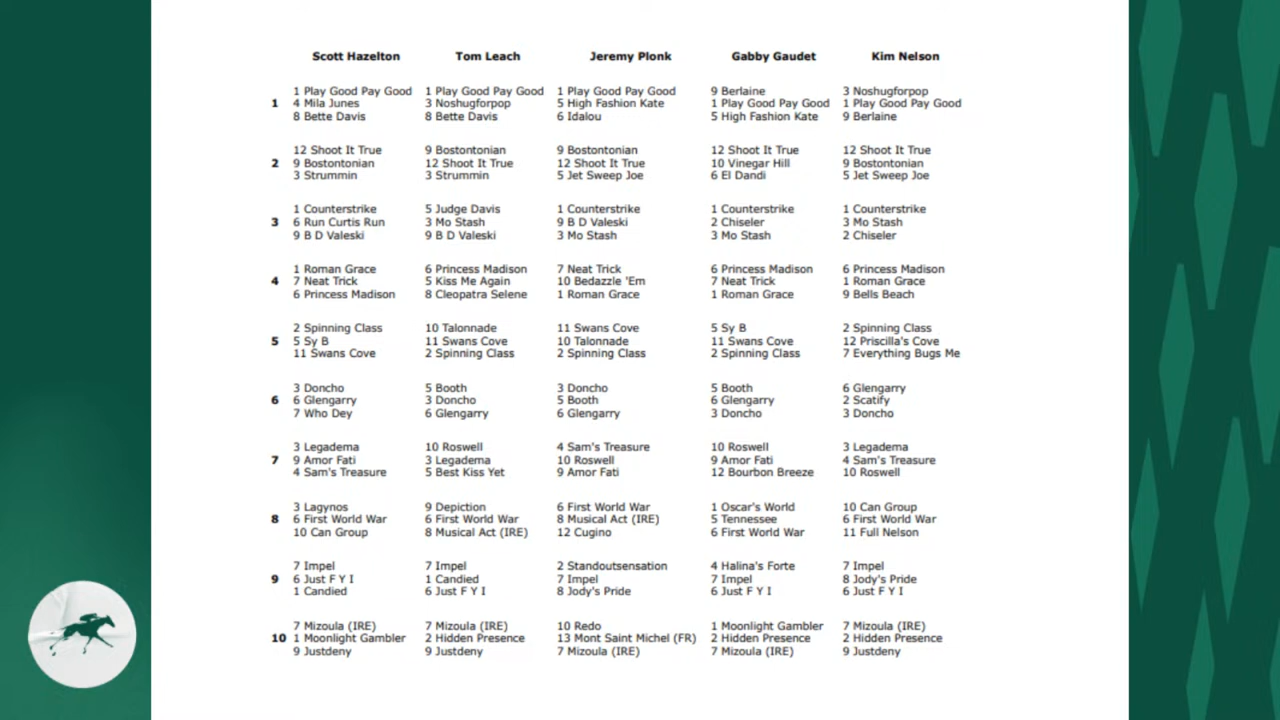 Scott Hazelton Tom Leach Jeremy Plonk Gabby Gaudet Kim Nelson
1 Play Good Pay Good 1 Play Good Pay Good 1 Play Good Pay Good 9 Berlaine 3 Noshugforpop
1 4 Mila Junes 3 Noshugforpop 5 High Fashion Kate 1 Play Good Pay Good 1 Play Good Pay Good
8 Bette Davis 8 Bette Davis 6 Idalou 5 High Fashion Kate 9 Berlaine
12 Shoot It True 9 Bostontonian 9 Bostontonian 12 Shoot It True 12 Shoot It True
2 9 Bostontonian 12 Shoot It True 12 Shoot It True 10 Vinegar Hill 9 Bostontonian
3 Strummin 3 Strummin 5 Jet Sweep Joe 6 El Dandi 5 Jet Sweep Joe
1 Counterstrike 5 Judge Davis 1 Counterstrike 1 Counterstrike 1 Counterstrike
3 6 Run Curtis Run 3 Mo Stash 9 B D Valeski 2 Chiseler 3 Mo Stash
9 B D Valeski 9 B D Valeski 3 Mo Stash 3 Mo Stash 2 Chiseler
1 Roman Grace 6 Princess Madison 7 Neat Trick 6 Princess Madison 6 Princess Madison
4 7 Neat Trick 5 Kiss Me Again 10 Bedazzle 'Em 7 Neat Trick 1 Roman Grace
6 Princess Madison 8 Cleopatra Selene 1 Roman Grace 1 Roman Grace 9 Bells Beach
2 Spinning Class 10 Talonnade 11 Swans Cove 5 Sy B 2 Spinning Class
5 5 Sy B 11 Swans Cove 10 Talonnade 11 Swans Cove 12 Priscilla's Cove
11 Swans Cove 2 Spinning Class 2 Spinning Class 2 Spinning Class 7 Everything Bugs Me
3 Doncho 5 Booth 3 Doncho 5 Booth 6 Glengarry
6 6 Glengarry 3 Doncho 5 Booth 6 Glengarry 2 Scatify
7 Who Dey 6 Glengarry 6 Glengarry 3 Doncho 3 Doncho
3 Legadema 10 Roswell 4 Sam's Treasure 10 Roswell 3 Legadema
7 9 Amor Fati 3 Legadema 10 Roswell 9 Amor Fati 4 Sam's Treasure
4 Sam's Treasure 5 Best Kiss Yet 9 Amor Fati 12 Bourbon Breeze 10 Roswell
3 Lagynos 9 Depiction 6 First World War 1 Oscar's World 10 Can Group
8 6 First World War 6 First World War 8 Musical Act (IRE) 5 Tennessee 6 First World War
10 Can Group 8 Musical Act (IRE) 12 Cugino 6 First World War 11 Full Nelson
7 Impel 7 Impel 2 Standoutsensation 4 Halina's Forte 7 Impel
9 6 Just F Y I 1 Candied 7 Impel 7 Impel 8 Jody's Pride
1 Candied 6 Just F Y I 8 Jody's Pride 6 Just F Y I 6 Just F Y I
7 Mizoula (IRE) 7 Mizoula (IRE) 10 Redo 1 Moonlight Gambler 7 Mizoula (IRE)
10 1 Moonlight Gambler 2 Hidden Presence 13 Mont Saint Michel (FR) 2 Hidden Presence 2 Hidden Presence
9 Justdeny 9 Justdeny 7 Mizoula (IRE) 7 Mizoula (IRE) 9 Justdeny